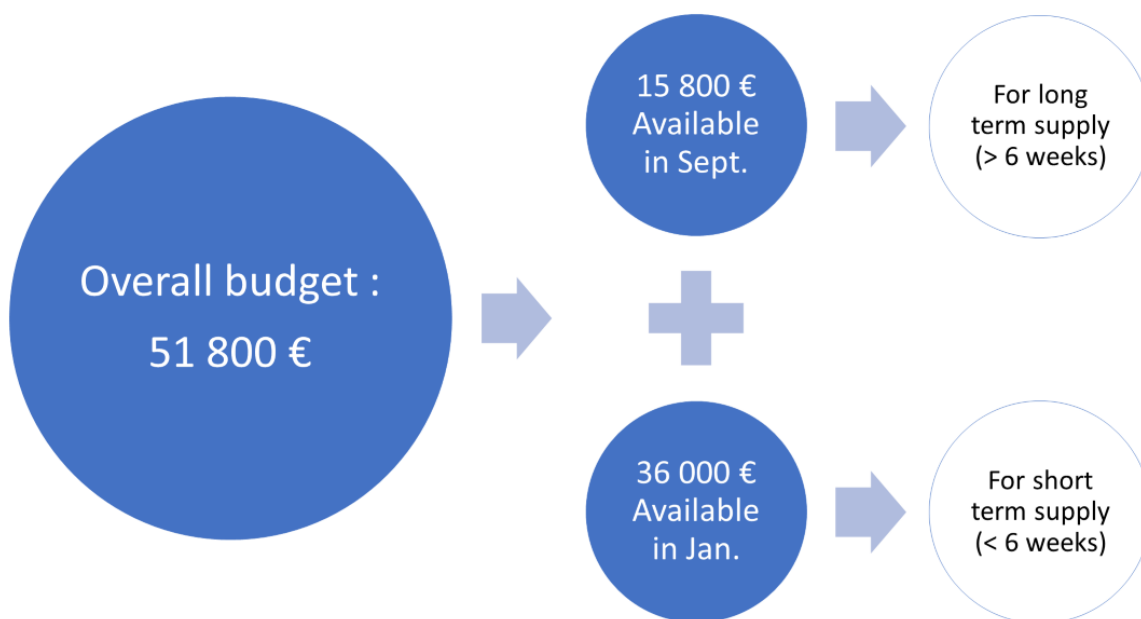 Overall budget :
51 800 €
15 800 €
Available
in Sept.
For long
term supply
(> 6 weeks)
36 000 €
Available
in Jan.
For short
term supply
(< 6 weeks)